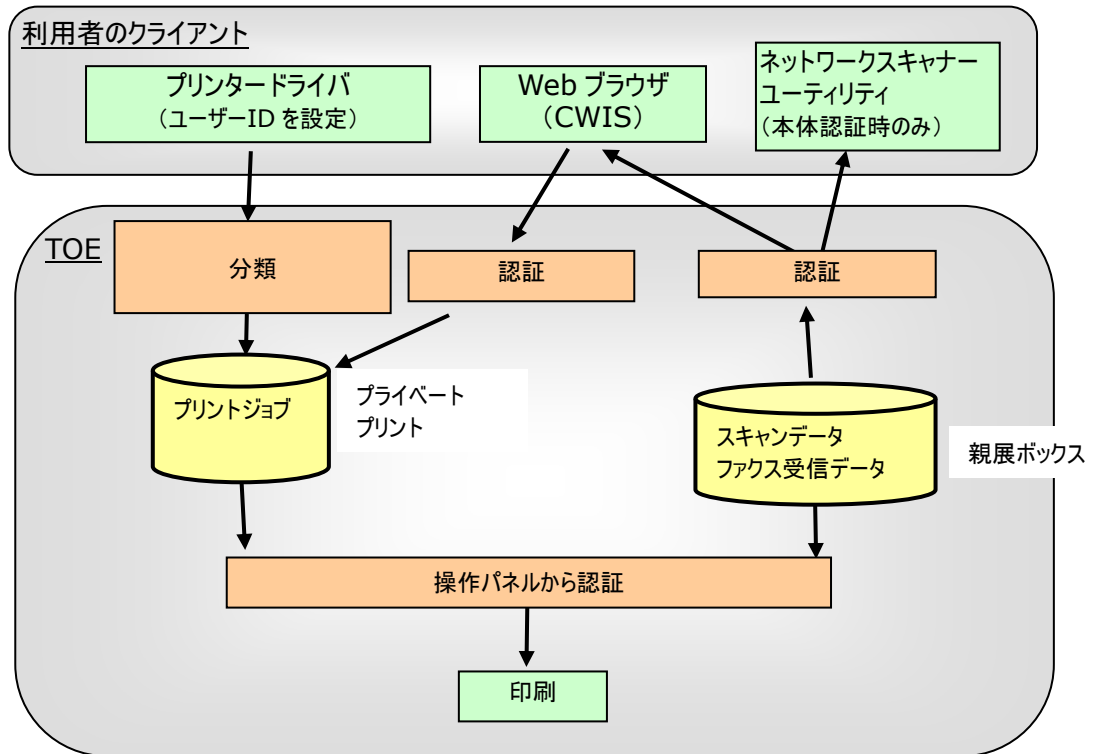 利用者のクライアント
プリンタードライバ
（ユーザーID を設定）
Web ブラウザ
（CWIS）
ネットワークスキャナー
ユーティリティ
（本体認証時のみ）
TOE
分類
認証
認証
プリントジョブ
プライベート
プリント
スキャンデータ
ファクス受信データ
親展ボックス
操作パネルから認証
印刷